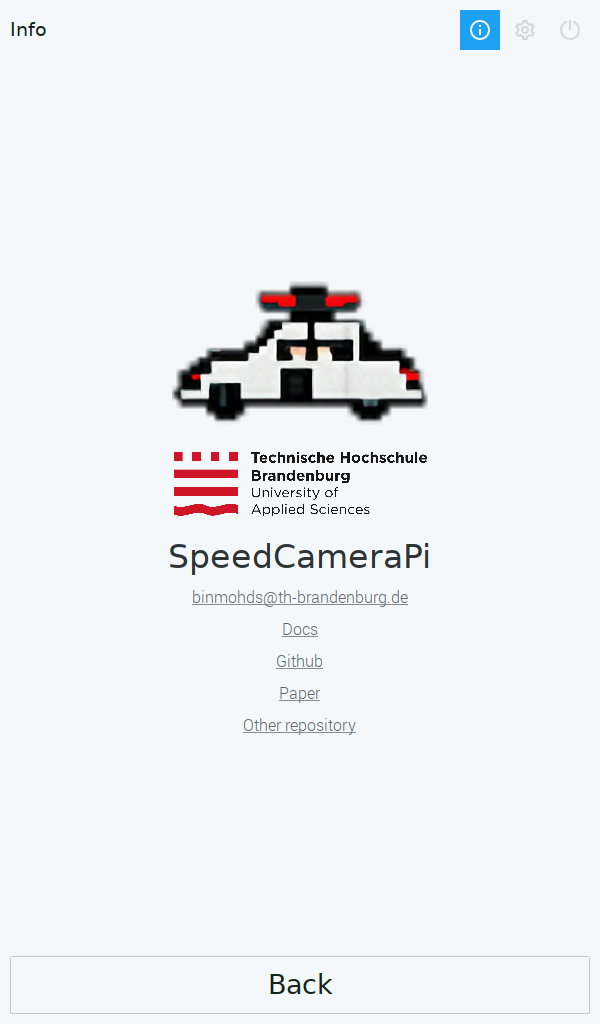 Info
Technische Hochschule
Brandenburg
University of
Applied Sciences
SpeedCameraPi
binmohds@th-brandenburg.de
Docs
Github
Paper
Other repository
Back